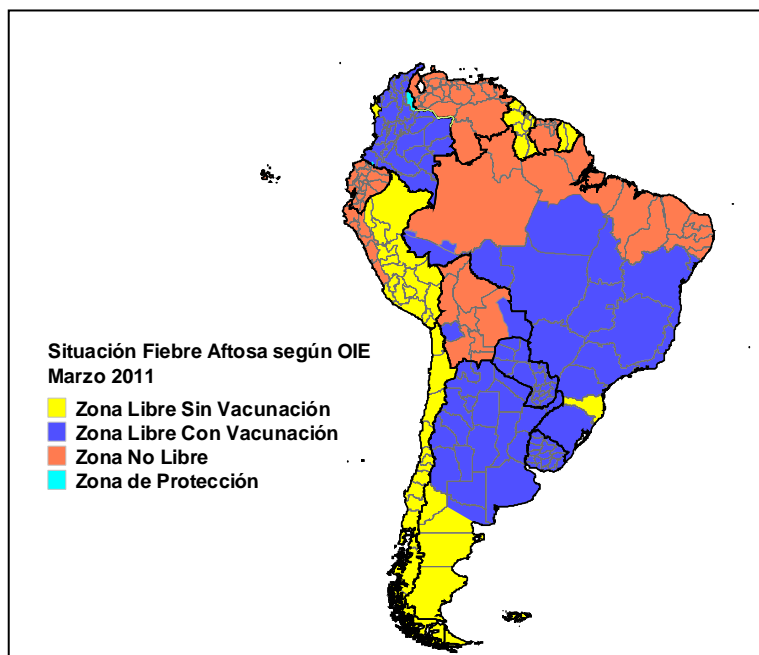 Situación Fiebre Aftosa según OIE
Marzo 2011
Zona Libre Sin Vacunación
Zona Libre Con Vacunación
Zona No Libre
Zona de Protección